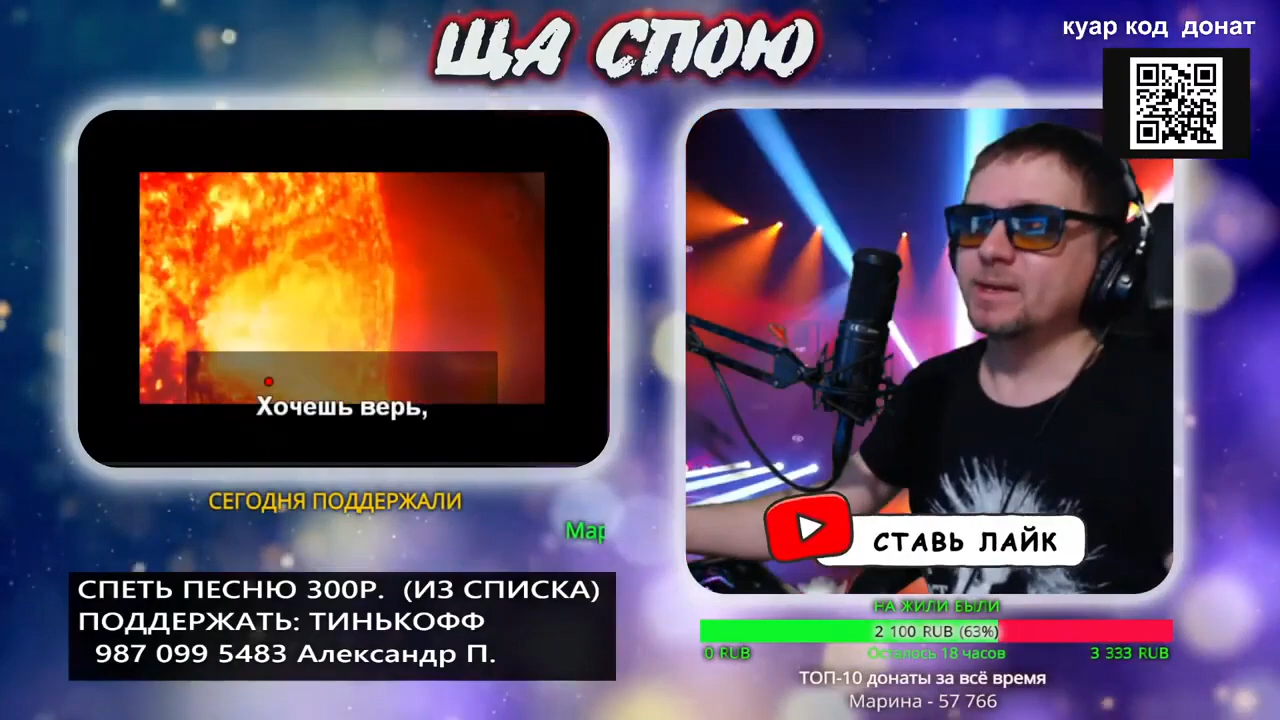 ЩА СПОЮ
куар код донат
Хочешь верь,
СЕГОДНЯ ПОДДЕРЖАЛИ
Мар
СПЕТЬ ПЕСНЮ 300Р. (ИЗ СПИСКА)
ПОДДЕРЖАТЬ: ТИНЬКОФФ
987 099 5483 Александр П.
СТАВЬ ЛАЙК
НА ЖИЛИ БЫЛИ
2 100 RUB (63%)
0 RUB
Осталось 18 часов
3 333 RUB
ТОП-10 донаты за всё время
Марина - 57 766